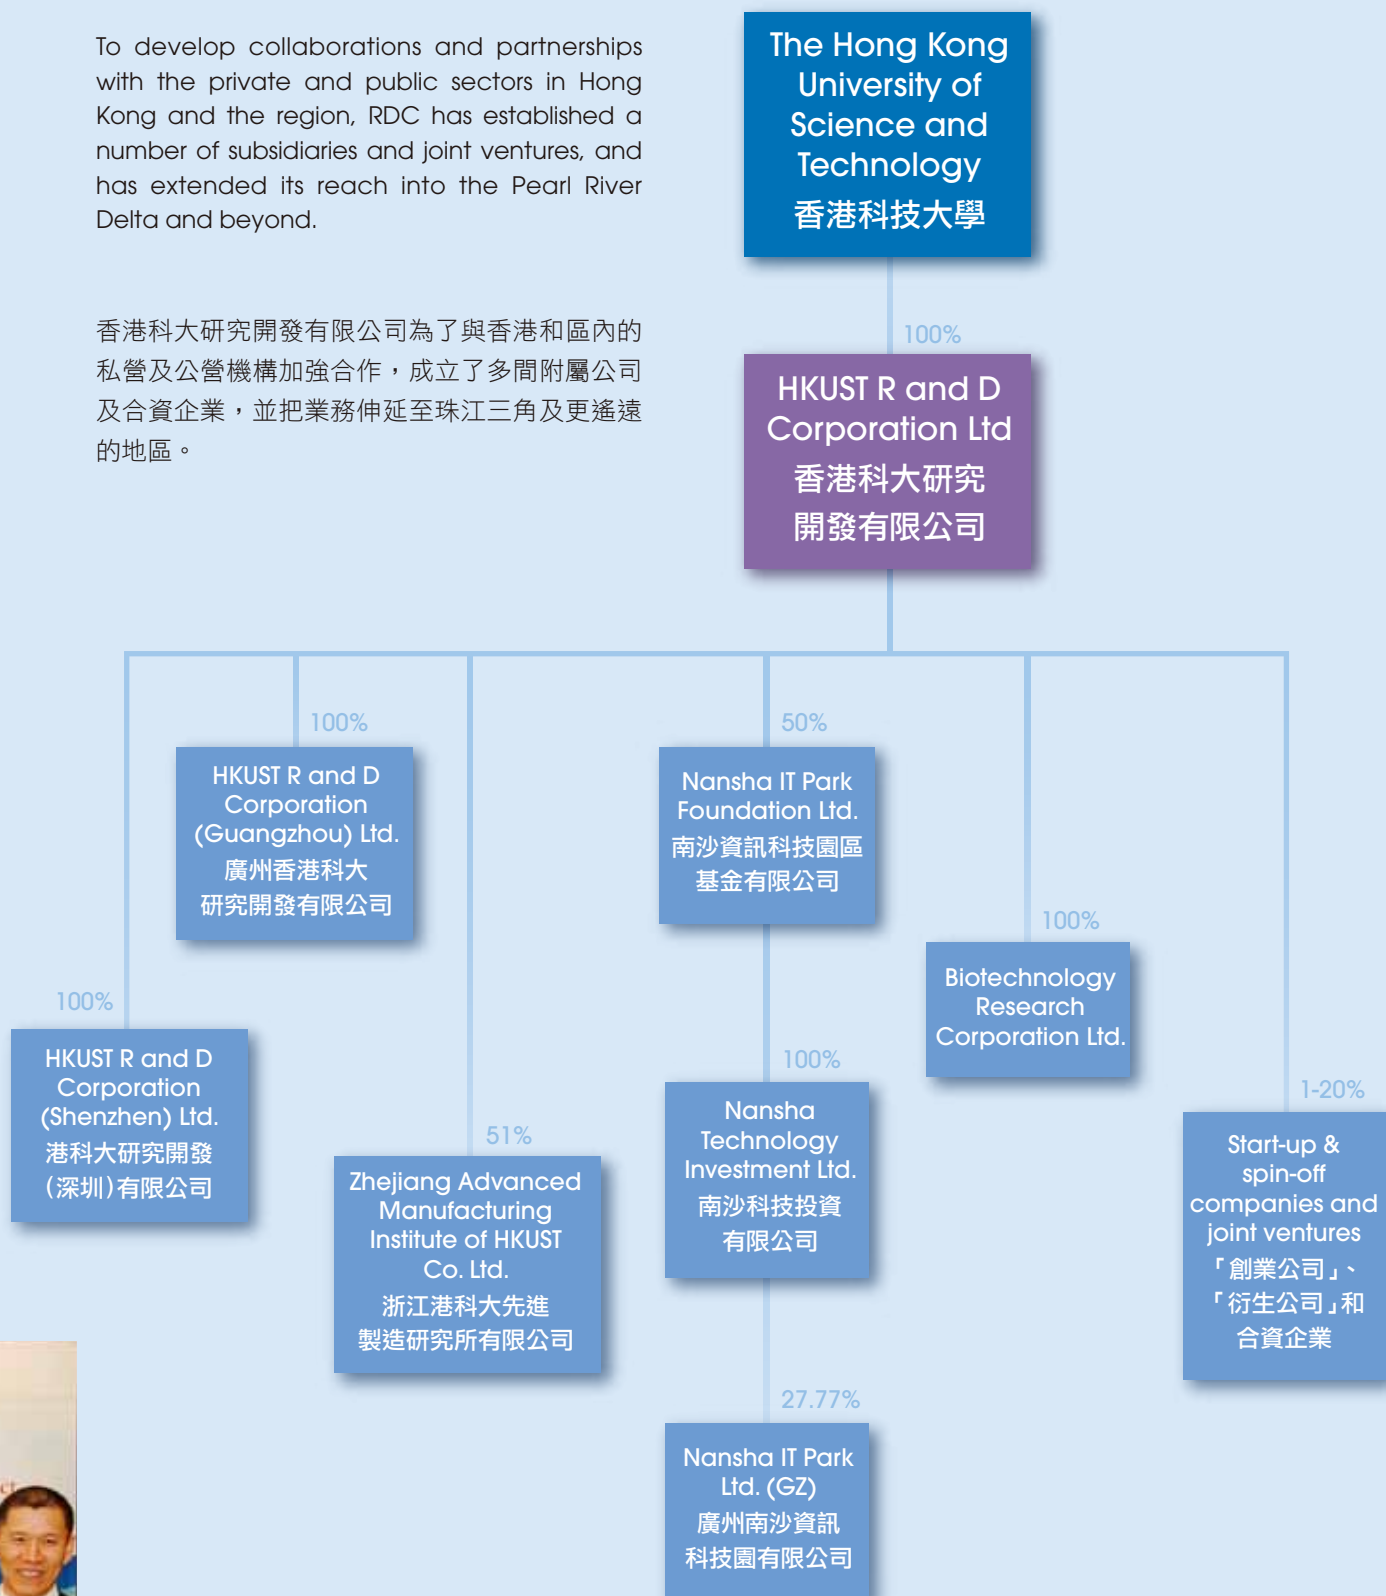 To develop collaborations and partnerships
with the private and public sectors in Hong
Kong and the region, RDC has established a
number of subsidiaries and joint ventures, and
has extended its reach into the Pearl River
Delta and beyond.
香港科大研究開發有限公司為了與香港和區內的
私營及公營機構加強合作，成立了多間附屬公司
及合資企業，並把業務伸延至珠江三角及更遙遠
的地區。
The Hong Kong
University of
Science and
Technology
香港科技大學
100%
HKUST R and D
Corporation Ltd
香港科大研究
開發有限公司
100%
HKUST R and D
Corporation
(Shenzhen) Ltd.
港科大研究開發
(深圳)有限公司
100%
HKUST R and D
Corporation
(Guangzhou) Ltd.
廣州香港科大
研究開發有限公司
51%
Zhejiang Advanced
Manufacturing
Institute of HKUST
Co. Ltd.
浙江港科大先進
製造研究所有限公司
50%
Nansha IT Park
Foundation Ltd.
南沙資訊科技園區
基金有限公司
100%
Nansha
Technology
Investment Ltd.
南沙科技投資
有限公司
27.77%
Nansha IT Park
Ltd. (GZ)
廣州南沙資訊
科技園有限公司
100%
Biotechnology
Research
Corporation Ltd.
1-20%
Start-up &
spin-off
companies and
joint ventures
「創業公司」、
「衍生公司」和
合資企業